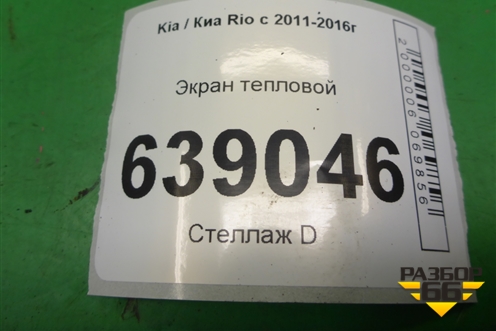 Kia / Киа Rio с 2011-2016г
Экран тепловой
639046
Стеллаж D
2000006069856
РАЗБОР
66